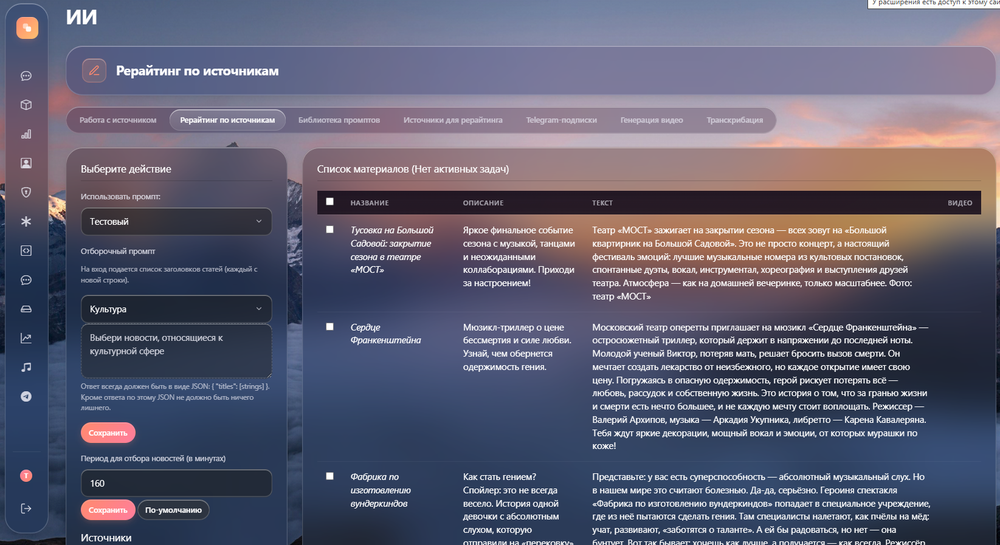 У расширения есть доступ к этому сай
ИИ
Рерайтинг по источникам
Работа с источником
Рерайтинг по источникам
Библиотека промптов
Источники для рерайтинга
Telegram-подписки
Генерация видео
Транскрибация
Выберите действие
Использовать промпт:
Тестовый
Отборочный промпт
На вход подается список заголовков статей (каждый с
новой строки).
Культура
Выбери новости, относящиеся к
культурной сфере
Ответ всегда должен быть в виде JSON: { "titles": [strings] }.
Кроме ответа по этому JSON не должно быть ничего
лишнего.
Сохранить
Период для отбора новостей (в минутах)
160
Сохранить
По-умолчанию
Источники
T
Список материалов (Нет активных задач)
НАЗВАНИЕ
ОПИСАНИЕ
ТЕКСТ
ВИДЕО
Тусовка на Большой
Садовой: закрытие
сезона в театре
«МОСТ»
Яркое финальное событие
сезона с музыкой, танцами
и неожиданными
коллаборациями. Приходи
за настроением!
Театр «МОСТ» зажигает на закрытии сезона — всех зовут на «Большой
квартирник на Большой Садовой». Это не просто концерт, а настоящий
фестиваль эмоций: лучшие музыкальные номера из культовых постановок,
спонтанные дуэты, вокал, инструментал, хореография и выступления друзей
театра. Атмосфера — как на домашней вечеринке, только масштабнее. Фото:
театр «МОСТ»
Сердце
Франкенштейна
Мюзикл-триллер о цене
бессмертия и силе любви.
Узнай, чем обернется
одержимость гения.
Московский театр оперетты приглашает на мюзикл «Сердце Франкенштейна» —
остросюжетный триллер, который держит в напряжении до последней ноты.
Молодой ученый Виктор, потеряв мать, решает бросить вызов смерти. Он
мечтает создать лекарство от неизбежного, но каждое открытие имеет свою
цену. Погружаясь в опасную одержимость, герой рискует потерять всё —
любовь, рассудок и собственную жизнь. Это история о том, что за гранью жизни
и смерти есть нечто большее, и не каждую мечту стоит воплощать. Режиссер —
Валерий Архипов, музыка — Аркадия Укупника, либретто — Карена Кавалеряна.
Тебя ждут яркие декорации, мощный вокал и эмоции, от которых мурашки по
коже!
Фабрика по
изготовлению
вундеркиндов
Как стать гением?
Спойлер: это не всегда
весело. История одной
девочки с абсолютным
слухом, которую
отправили на «перековку»
Представьте: у вас есть суперспособность — абсолютный музыкальный слух. Но
в нашем мире это считают болезнью. Да-да, серьёзно. Героиня спектакля
«Фабрика по изготовлению вундеркиндов» попадает в специальное учреждение,
где из неё пытаются сделать гения. Там специалисты налетают, как пчёлы на мёд:
учат, развивают, «заботятся о таланте». А ей бы радоваться, но нет — она
бунтует. Вот так бывает: хочешь как лучше, а получается — как всегда. Режиссёр